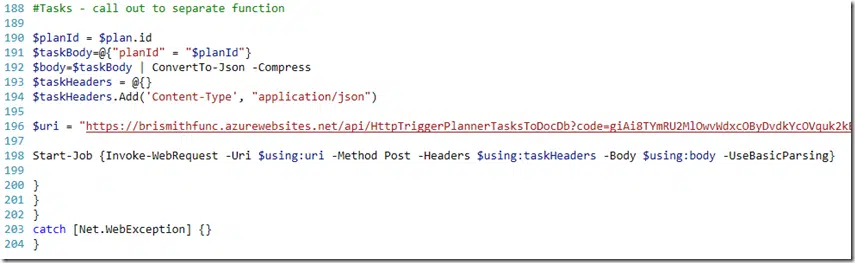 188 #Tasks - call out to separate function
189
190 $planId = $plan.id
191 $taskBody=@{"planId" = "$planId"}
192 $body=$taskBody | ConvertTo-Json -Compress
193 $taskHeaders = @{}
194 $taskHeaders.Add('Content-Type', "application/json")
195
196 $uri = "https://brismithfunc.azurewebsites.net/api/HttpTriggerPlannerTasksToDocDb?code=giAi8TYmRU2MlOwvWdxcOByDvdkYcOVquk2kE
197
198 Start-Job {Invoke-WebRequest -Uri $using:uri -Method Post -Headers $using:taskHeaders -Body $using:body -UseBasicParsing}
199
200 }
201 }
202 }
203 catch [Net.WebException] {}
204 }